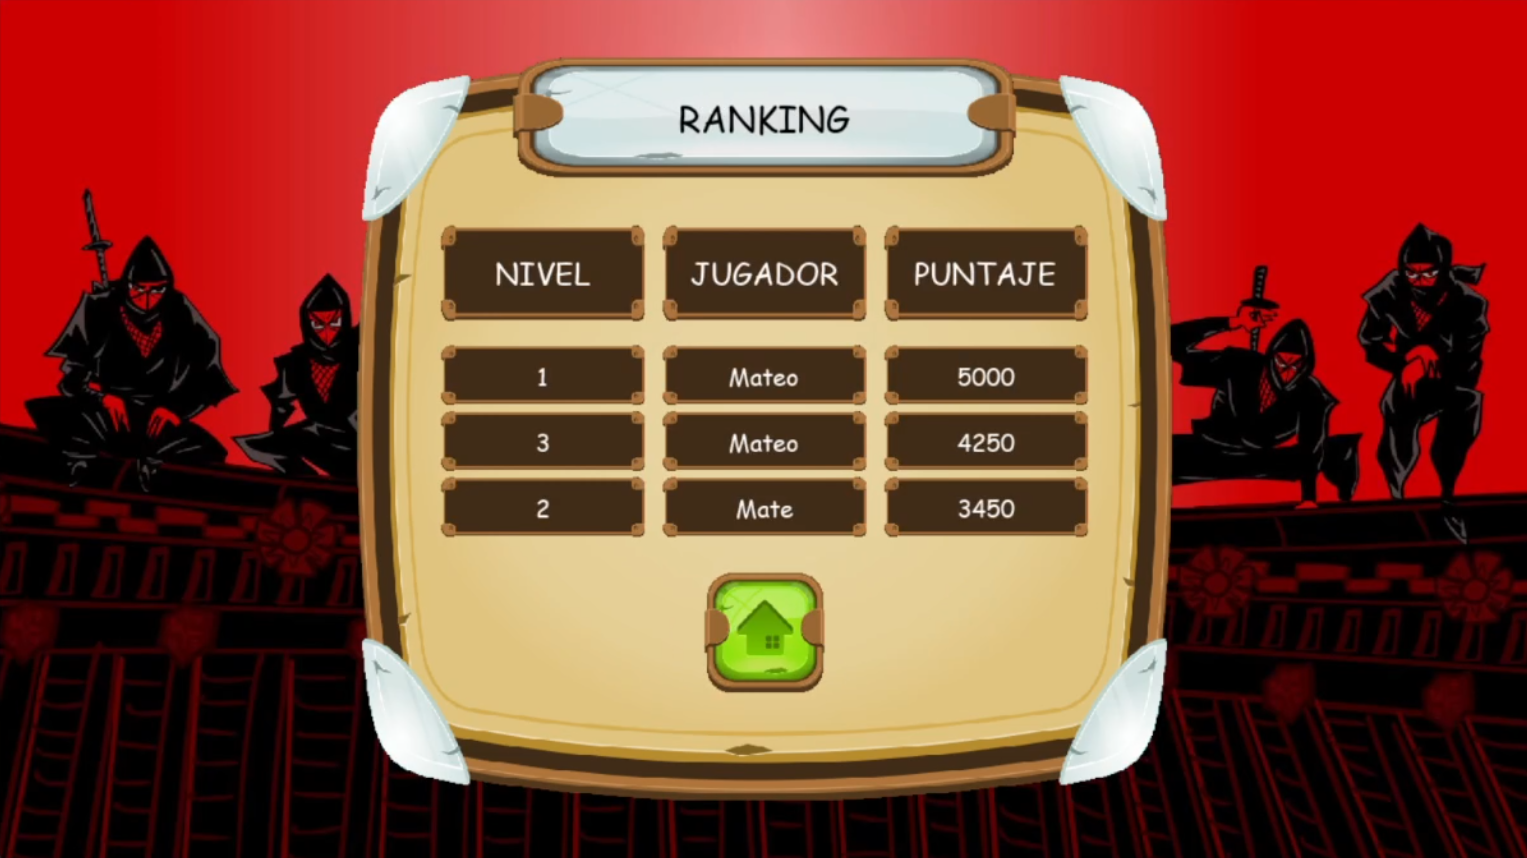 RANKING
NIVEL JUGADOR PUNTAJE
1 Mateo 5000
3 Mateo 4250
2 Mate 3450